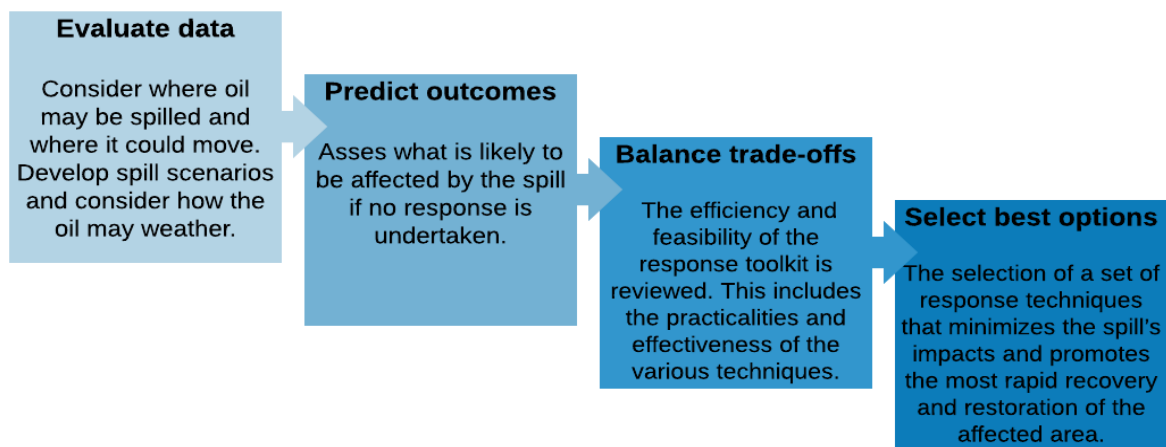 Evaluate data
Consider where oil
may be spilled and
where it could move.
Develop spill scenarios
and consider how the
oil may weather.
Predict outcomes
Asses what is likely to
be affected by the spill
if no response is
undertaken.
Balance trade-offs
The efficiency and
feasibility of the
response toolkit is
reviewed. This includes
the practicalities and
effectiveness of the
various techniques.
Select best options
The selection of a set of
response techniques
that minimizes the spill's
impacts and promotes
the most rapid recovery
and restoration of the
affected area.